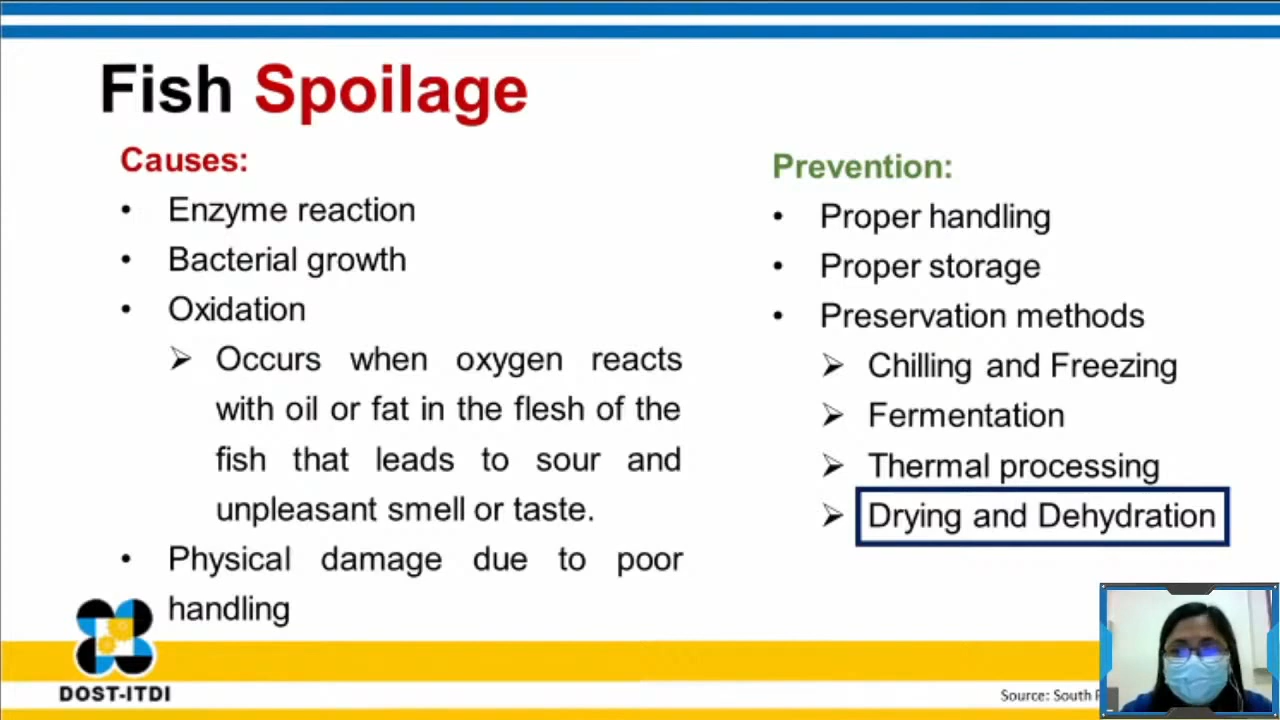 Fish Spoilage
Causes:
• Enzyme reaction
• Bacterial growth
• Oxidation
➢ Occurs when oxygen reacts
with oil or fat in the flesh of the
fish that leads to sour and
unpleasant smell or taste.
• Physical damage due to poor
handling
Prevention:
• Proper handling
• Proper storage
• Preservation methods
➢ Chilling and Freezing
➢ Fermentation
➢ Thermal processing
➢ Drying and Dehydration
DOST-ITDI
Source: South